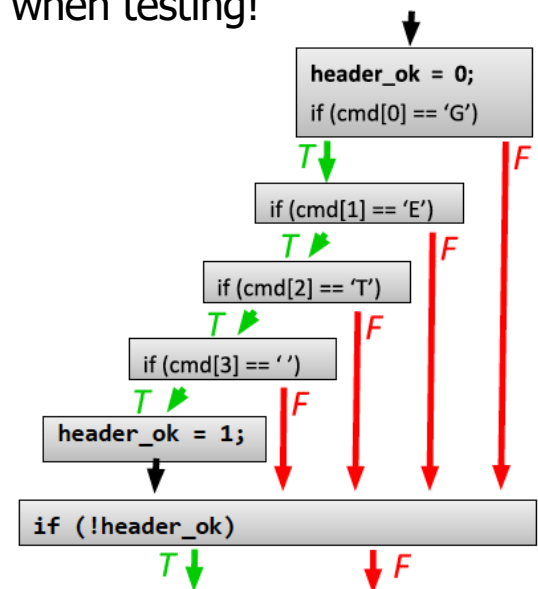 when testing!
header_ok = 0;
if (cmd[0] == ‘G’)
T
F
if (cmd[1] == ‘E’)
T
F
if (cmd[2] == ‘T’)
T
F
if (cmd[3] == ‘ ’)
T
F
header_ok = 1;
if (!header_ok)
T
F